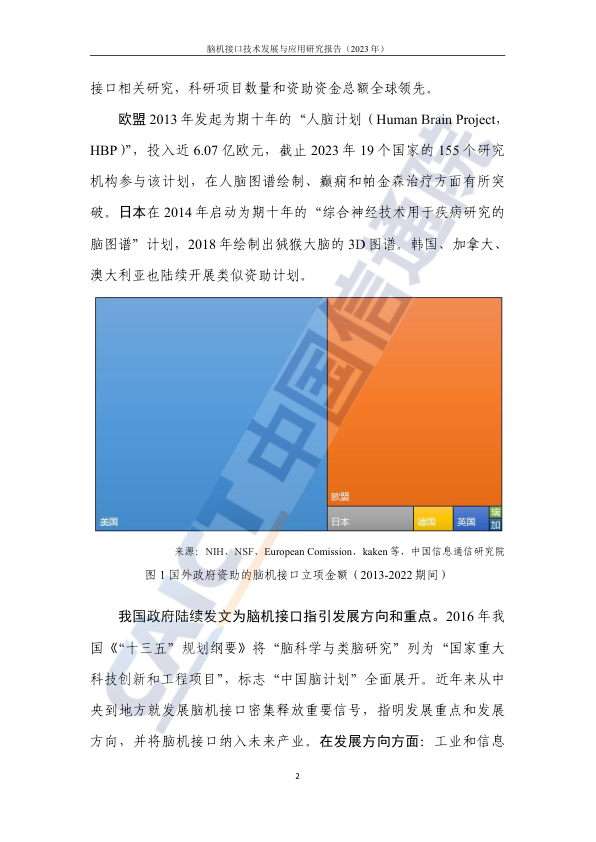 脑机接口技术发展与应用研究报告（2023 年）
接口相关研究，科研项目数量和资助资金总额全球领先。
欧盟 2013 年发起为期十年的“人脑计划（Human Brain Project，
HBP）”，投入近 6.07 亿欧元，截止 2023 年 19 个国家的 155 个研究
机构参与该计划，在人脑图谱绘制、癫痫和帕金森治疗方面有所突
破。日本在 2014 年启动为期十年的“综合神经技术用于疾病研究的
脑图谱”计划，2018 年绘制出狨猴大脑的 3D 图谱。韩国、加拿大、
澳大利亚也陆续开展类似资助计划。
美国
欧盟
日本
德国
英国
瑞
加
来源：NIH、NSF、European Comission、kaken 等，中国信息通信研究院
图 1 国外政府资助的脑机接口立项金额（2013-2022 期间）
我国政府陆续发文为脑机接口指引发展方向和重点。2016 年我
国《“十三五”规划纲要》将“脑科学与类脑研究”列为“国家重大
科技创新和工程项目”，标志“中国脑计划”全面展开。近年来从中
央到地方就发展脑机接口密集释放重要信号，指明发展重点和发展
方向，并将脑机接口纳入未来产业。在发展方向方面：工业和信息
2
CAICT 中国信通院